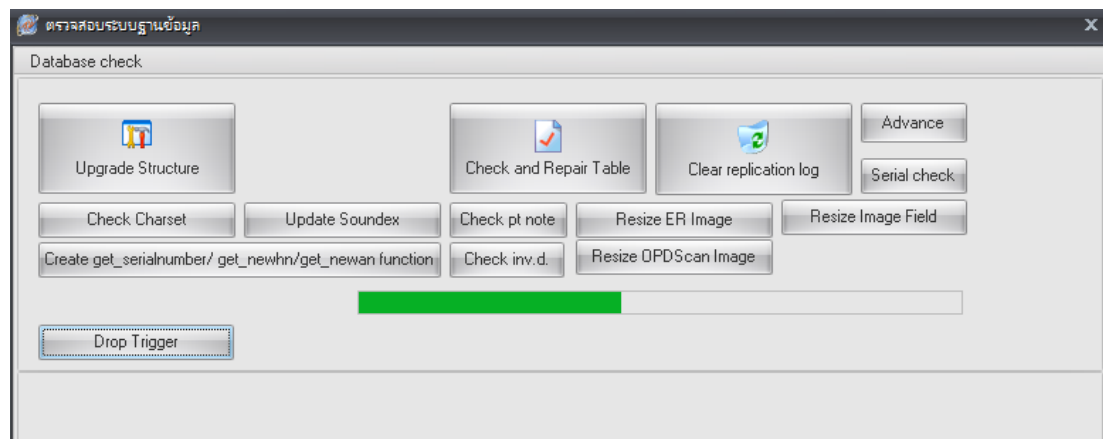 ตรวจสอบระบบฐานข้อมูล
x
Database check
Upgrade Structure
Check and Repair Table
Clear replication log
Advance
Serial check
Check Charset
Update Soundex
Check pt note
Resize ER Image
Resize Image Field
Create get_serialnumber/ get_newhn/get_newan function
Check inv.d.
Resize OPDScan Image
Drop Trigger